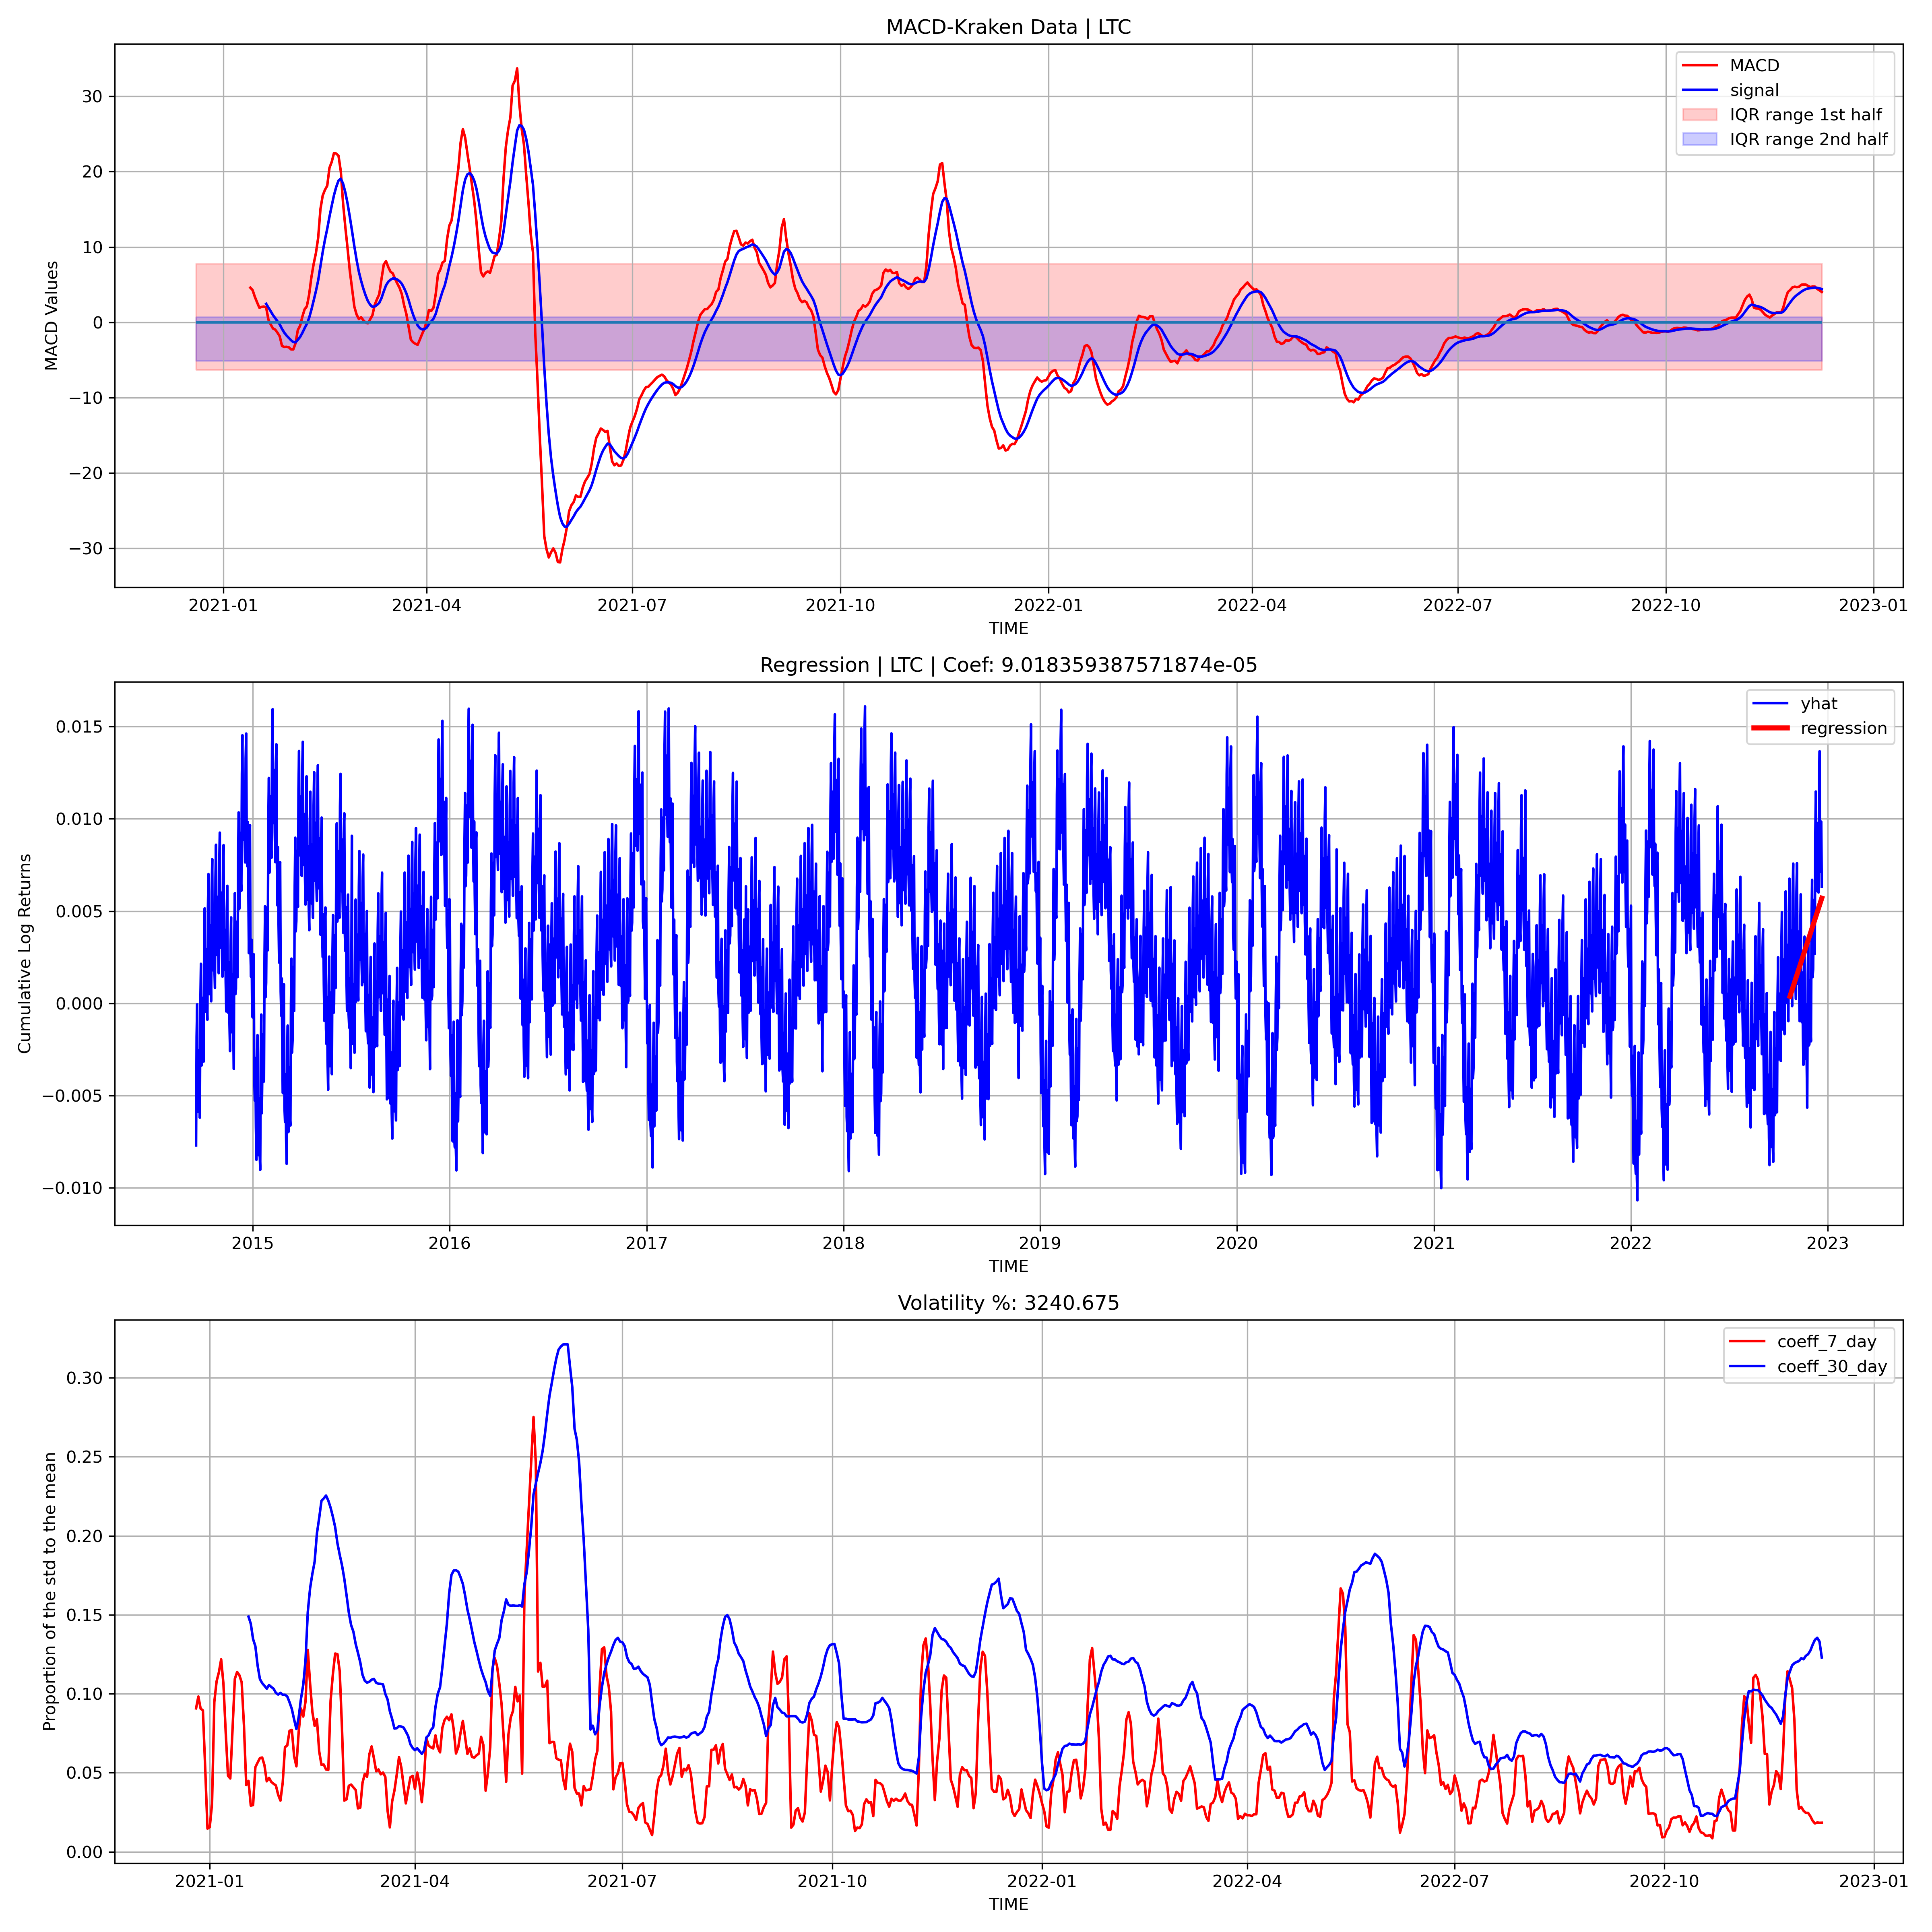 MACD-Kraken Data | LTC
MACD Values
30
20
10
0
−10
−20
−30
MACD
signal
IQR range 1st half
IQR range 2nd half
2021-01 2021-04 2021-07 2021-10 2022-01 2022-04 2022-07 2022-10 2023-01
TIME
Regression | LTC | Coef: 9.018359387571874e-05
Cumulative Log Returns
0.015
0.010
0.005
0.000
−0.005
−0.010
yhat
regression
2015 2016 2017 2018 2019 2020 2021 2022 2023
TIME
Volatility %: 3240.675
Proportion of the std to the mean
0.30
0.25
0.20
0.15
0.10
0.05
0.00
coeff_7_day
coeff_30_day
2021-01 2021-04 2021-07 2021-10 2022-01 2022-04 2022-07 2022-10 2023-01
TIME